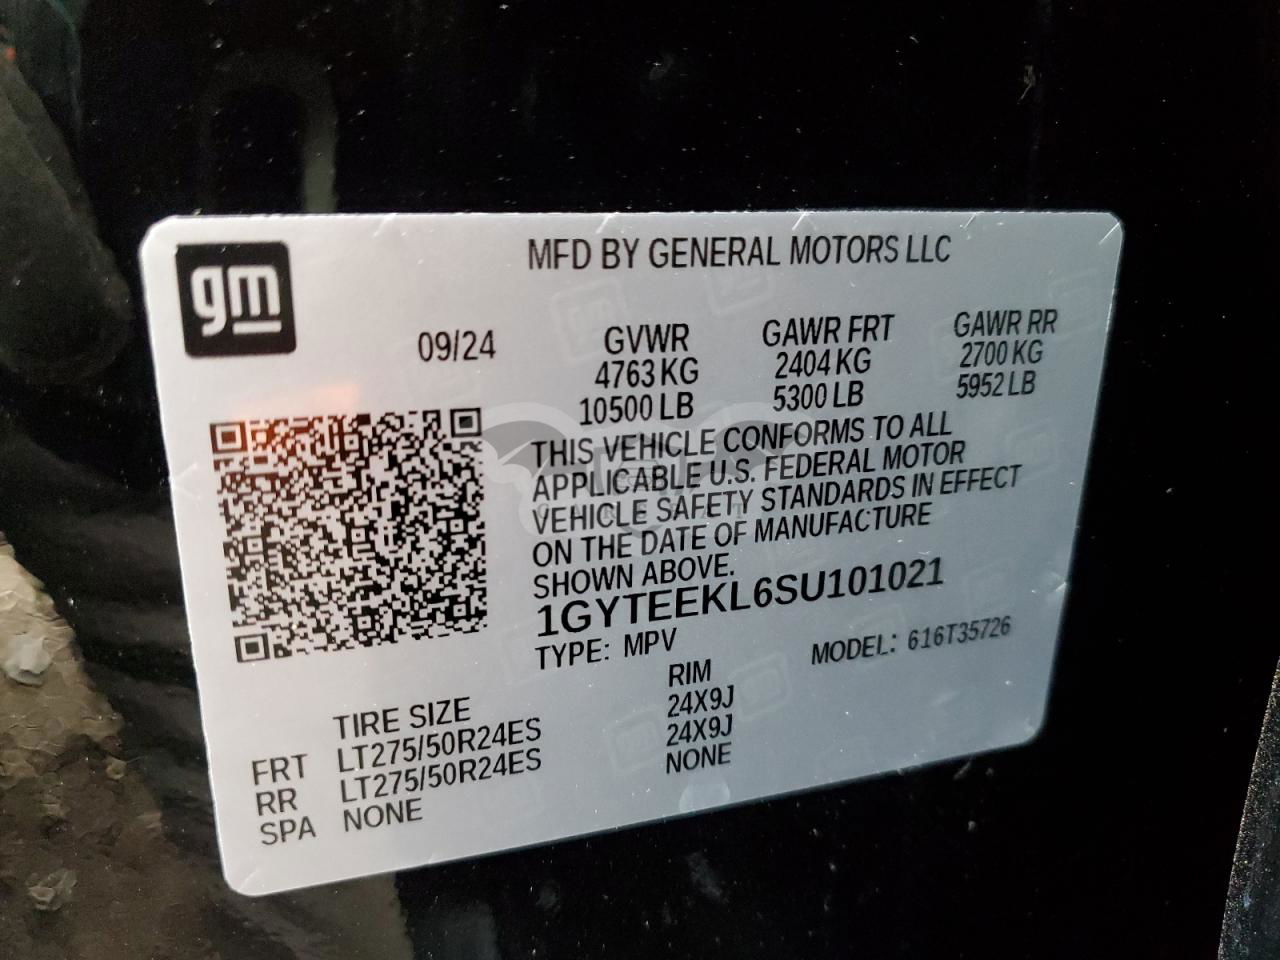 gm
MFD BY GENERAL MOTORS LLC
09/24
GVWR
4763 KG
10500 LB
GAWR FRT
2404 KG
5300 LB
GAWR RR
2700 KG
5952 LB
THIS VEHICLE CONFORMS TO ALL
APPLICABLE U.S. FEDERAL MOTOR
VEHICLE SAFETY STANDARDS IN EFFECT
ON THE DATE OF MANUFACTURE
SHOWN ABOVE.
1GYTEEKL6SU101021
TYPE: MPV
MODEL: 616T35726
TIRE SIZE RIM
FRT LT275/50R24ES 24X9J
RR LT275/50R24ES 24X9J
SPA NONE NONE